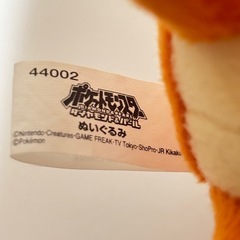 44002
ポケットモンスター
ダイヤモンド&パール
ぬいぐるみ
©Nintendo・Creatures・GAME FREAK・TV Tokyo・ShoPro・JR Kikaku
©Pokémon